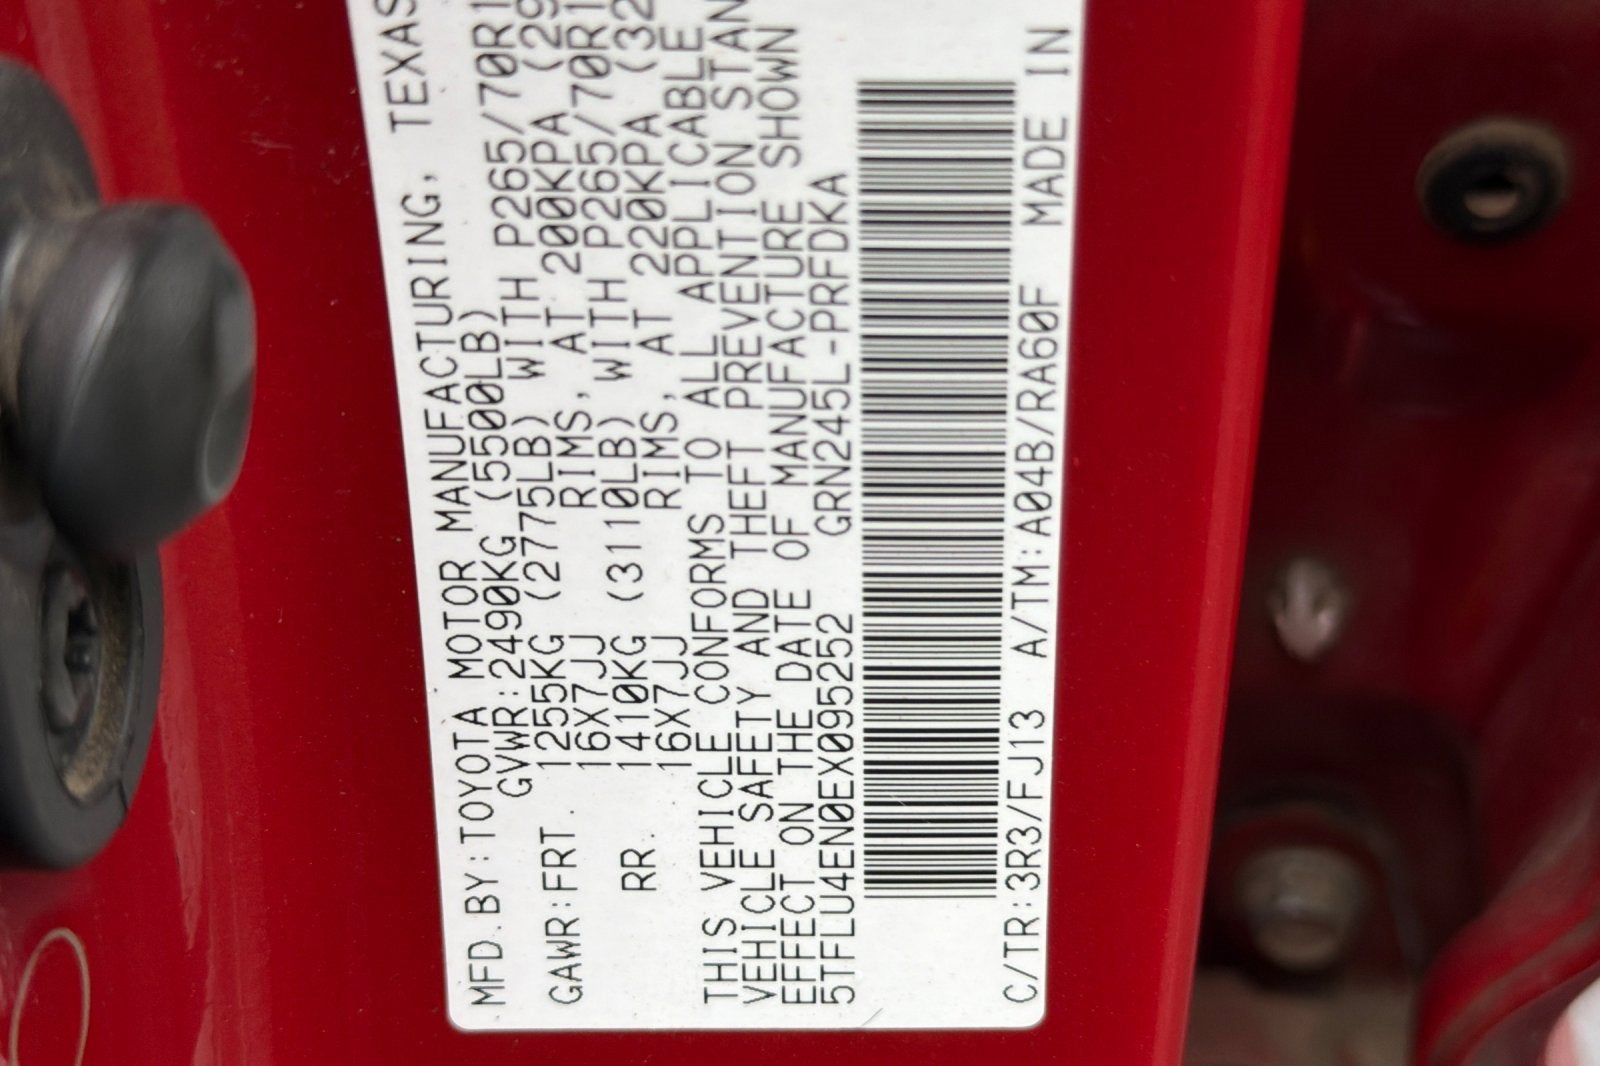 MFD.BY:TOYOTA MOTOR MANUFACTURING, TEXAS
GVWR:2490KG(5500LB)
GAWR:FRT. 1255KG (2775LB) WITH P265/70R1
16X7JJ RIMS, AT 200KPA (29
RR. 1410KG (3110LB) WITH P265/70R1
16X7JJ RIMS, AT 220KPA (32
THIS VEHICLE CONFORMS TO ALL APPLICABLE
VEHICLE SAFETY AND THEFT PREVENTION STAN
EFFECT ON THE DATE OF MANUFACTURE SHOWN
5TFLU4EN0EX095252 GRN245L-PRFDKA
C/TR:3R3/FJ13 A/TM:A04B/RA60F MADE IN